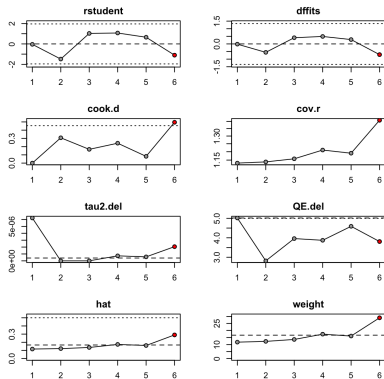 rstudent
2
0
-2
1 2 3 4 5 6
dffits
1.5
0.0
-1.5
1 2 3 4 5 6
cook.d
0.3
0.0
1 2 3 4 5 6
cov.r
1.30
1.15
1 2 3 4 5 6
tau2.del
5e-06
0e+00
1 2 3 4 5 6
QE.del
5.0
4.0
3.0
1 2 3 4 5 6
hat
0.3
0.0
1 2 3 4 5 6
weight
25
0
1 2 3 4 5 6